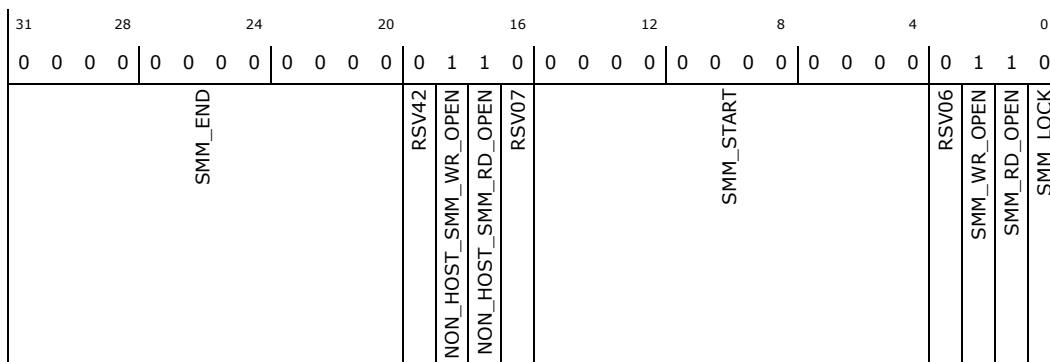 31 28 24 20 16 12 8 4 0
0 0 0 0 0 0 0 0 0 0 0 0 0 1 1 0 0 0 0 0 0 0 0 0 0 0 0 0 0 1 1 0
SMM_END
RSV42
NON_HOST_SMM_WR_OPEN
NON_HOST_SMM_RD_OPEN
RSV07
SMM_START
RSV06
SMM_WR_OPEN
SMM_RD_OPEN
SMM_LOCK